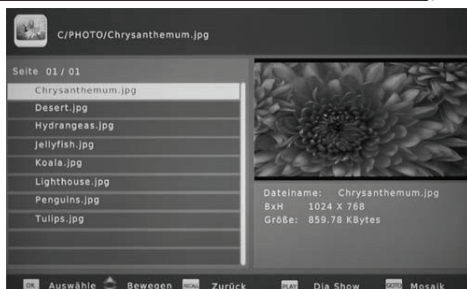 C/PHOTO/Chrysanthemum.jpg
Seite 01/01
Chrysanthemum.jpg
Desert.jpg
Hydrangeas.jpg
Jellyfish.jpg
Koala.jpg
Lighthouse.jpg
Penguins.jpg
Tulips.jpg
Dateiname: Chrysanthemum.jpg
BxH 1024 X 768
Größe: 859.78 KBytes
OK Auswähle Bewegen RECALL Zurück PLAY Dia Show GOTO Mosaik